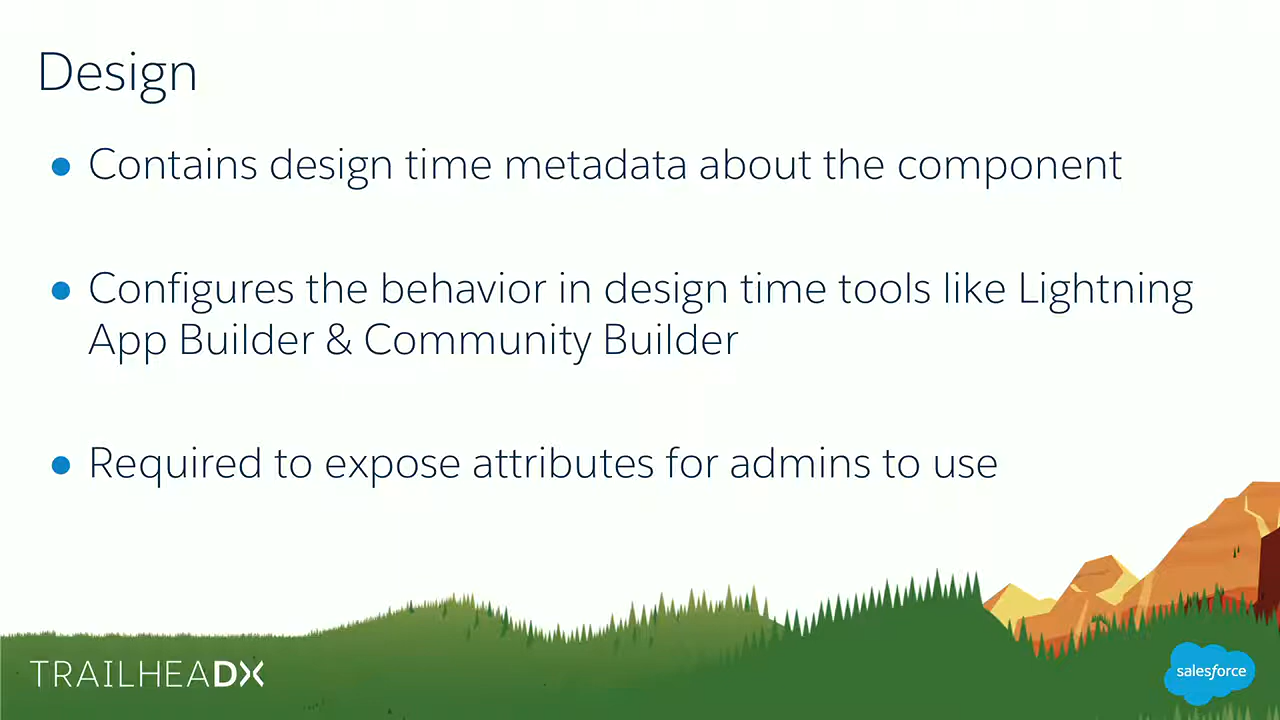 Design
● Contains design time metadata about the component
● Configures the behavior in design time tools like Lightning
App Builder & Community Builder
● Required to expose attributes for admins to use
TRAILHEADX
salesforce